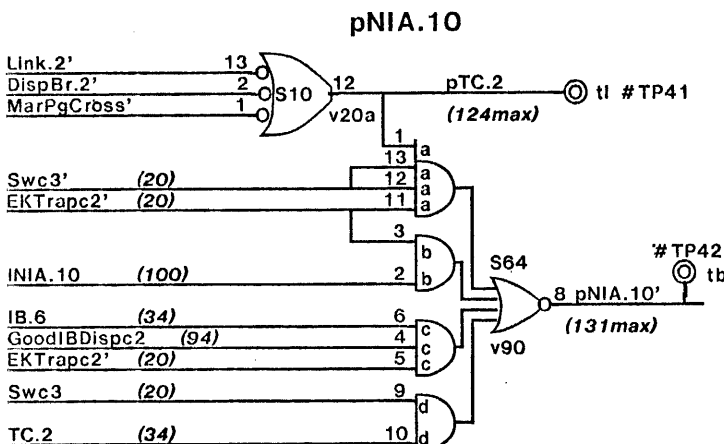 pNIA.10
Link.2' 13
DispBr.2' 2
MarPgCross' 1
S10
12
v20a
pTC.2
(124max)
tl #TP41
1 a
13 a
Swc3' (20) 12 a
EKTrapc2' (20) 11 a
3 b
INIA.10 (100) 2 b
IB.6 (34) 6 c
GoodIBDispc2 (94) 4 c
EKTrapc2' (20) 5 c
Swc3 (20) 9 d
TC.2 (34) 10 d
S64
v90
8 pNIA.10'
(131max)
#TP42
tb